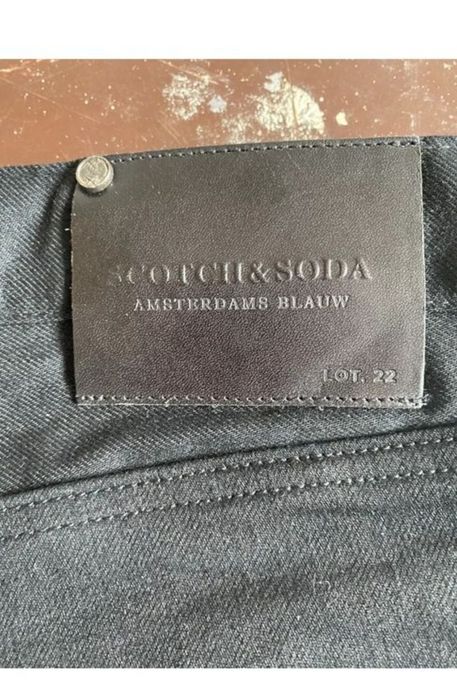 SCOTCH & SODA
AMSTERDAMS BLAUW
LOT. 22